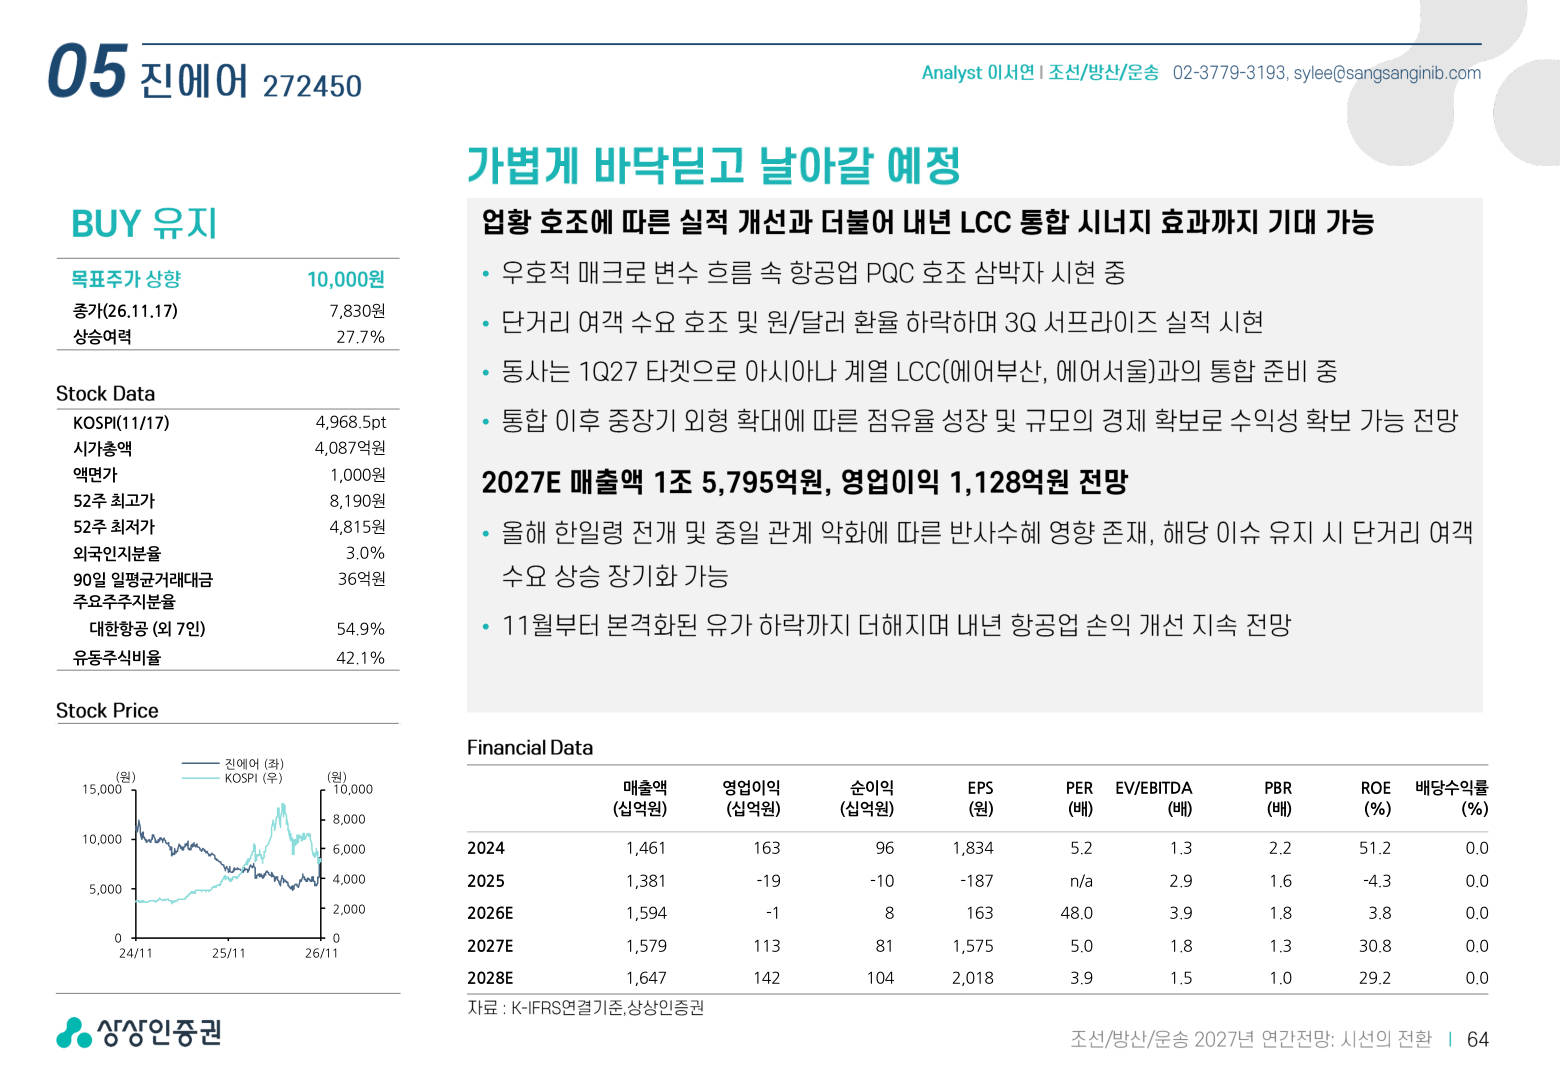 05 진에어 272450
Analyst 이서연 I 조선/방산/운송 02-3779-3193, sylee@sangsanginib.com
가볍게 바닥딛고 날아갈 예정
BUY 유지
목표주가 상향 10,000원
종가(26.11.17) 7,830원
상승여력 27.7%
Stock Data
KOSPI(11/17) 4,968.5pt
시가총액 4,087억원
액면가 1,000원
52주 최고가 8,190원
52주 최저가 4,815원
외국인지분율 3.0%
90일 일평균거래대금 36억원
주요주주지분율
대한항공 (외 7인) 54.9%
유동주식비율 42.1%
Stock Price
진에어 (좌)
KOSPI (우)
(원) (원)
15,000 10,000
8,000
10,000
6,000
5,000 4,000
2,000
0 0
24/11 25/11 26/11
상상인증권
업황 호조에 따른 실적 개선과 더불어 내년 LCC 통합 시너지 효과까지 기대 가능
• 우호적 매크로 변수 흐름 속 항공업 PQC 호조 삼박자 시현 중
• 단거리 여객 수요 호조 및 원/달러 환율 하락하며 3Q 서프라이즈 실적 시현
• 동사는 1Q27 타겟으로 아시아나 계열 LCC(에어부산, 에어서울)과의 통합 준비 중
• 통합 이후 중장기 외형 확대에 따른 점유율 성장 및 규모의 경제 확보로 수익성 확보 가능 전망
2027E 매출액 1조 5,795억원, 영업이익 1,128억원 전망
• 올해 한일령 전개 및 중일 관계 악화에 따른 반사수혜 영향 존재, 해당 이슈 유지 시 단거리 여객
수요 상승 장기화 가능
• 11월부터 본격화된 유가 하락까지 더해지며 내년 항공업 손익 개선 지속 전망
Financial Data
매출액 영업이익 순이익 EPS PER EV/EBITDA PBR ROE 배당수익률
(십억원) (십억원) (십억원) (원) (배) (배) (배) (%) (%)
2024 1,461 163 96 1,834 5.2 1.3 2.2 51.2 0.0
2025 1,381 -19 -10 -187 n/a 2.9 1.6 -4.3 0.0
2026E 1,594 -1 8 163 48.0 3.9 1.8 3.8 0.0
2027E 1,579 113 81 1,575 5.0 1.8 1.3 30.8 0.0
2028E 1,647 142 104 2,018 3.9 1.5 1.0 29.2 0.0
자료 : K-IFRS연결기준,상상인증권
조선/방산/운송 2027년 연간전망: 시선의 전환 I 64